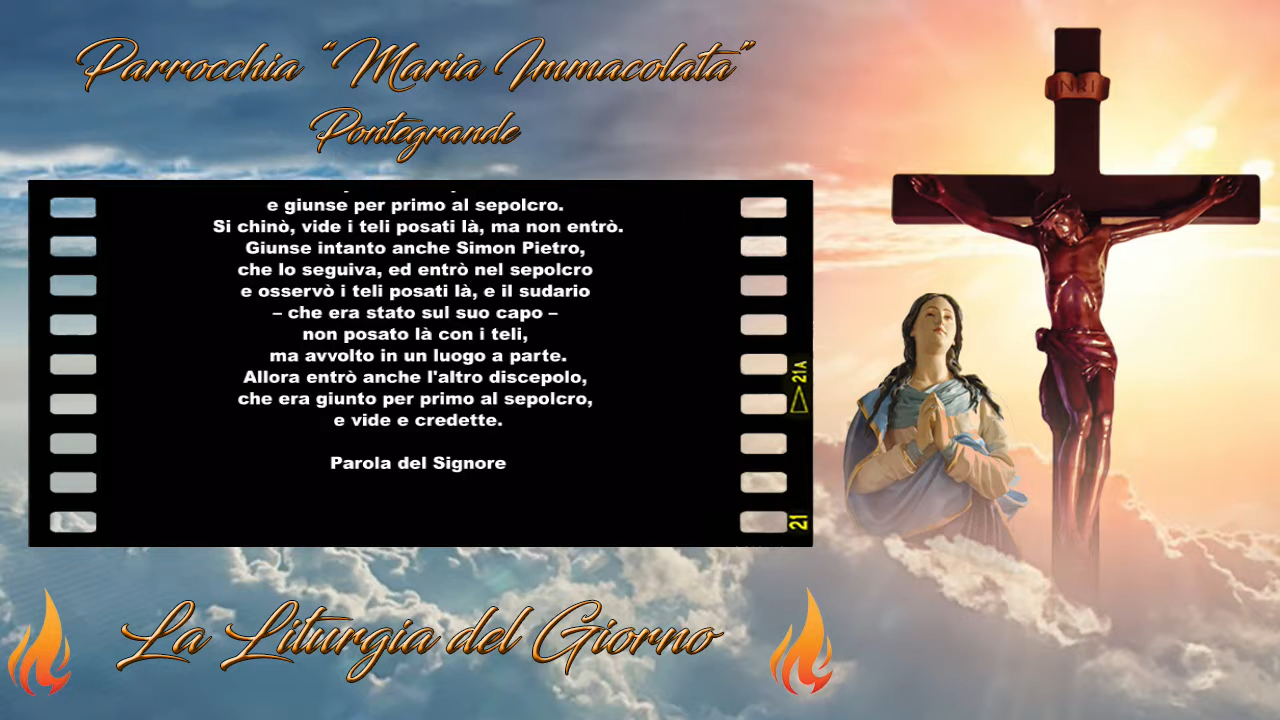 Parrocchia “Maria Immacolata”
Pontegrande
e giunse per primo al sepolcro.
Si chinò, vide i teli posati là, ma non entrò.
Giunse intanto anche Simon Pietro,
che lo seguiva, ed entrò nel sepolcro
e osservò i teli posati là, e il sudario
– che era stato sul suo capo –
non posato là con i teli,
ma avvolto in un luogo a parte.
Allora entrò anche l'altro discepolo,
che era giunto per primo al sepolcro,
e vide e credette.
Parola del Signore
21A
21
INRI
La Liturgia del Giorno